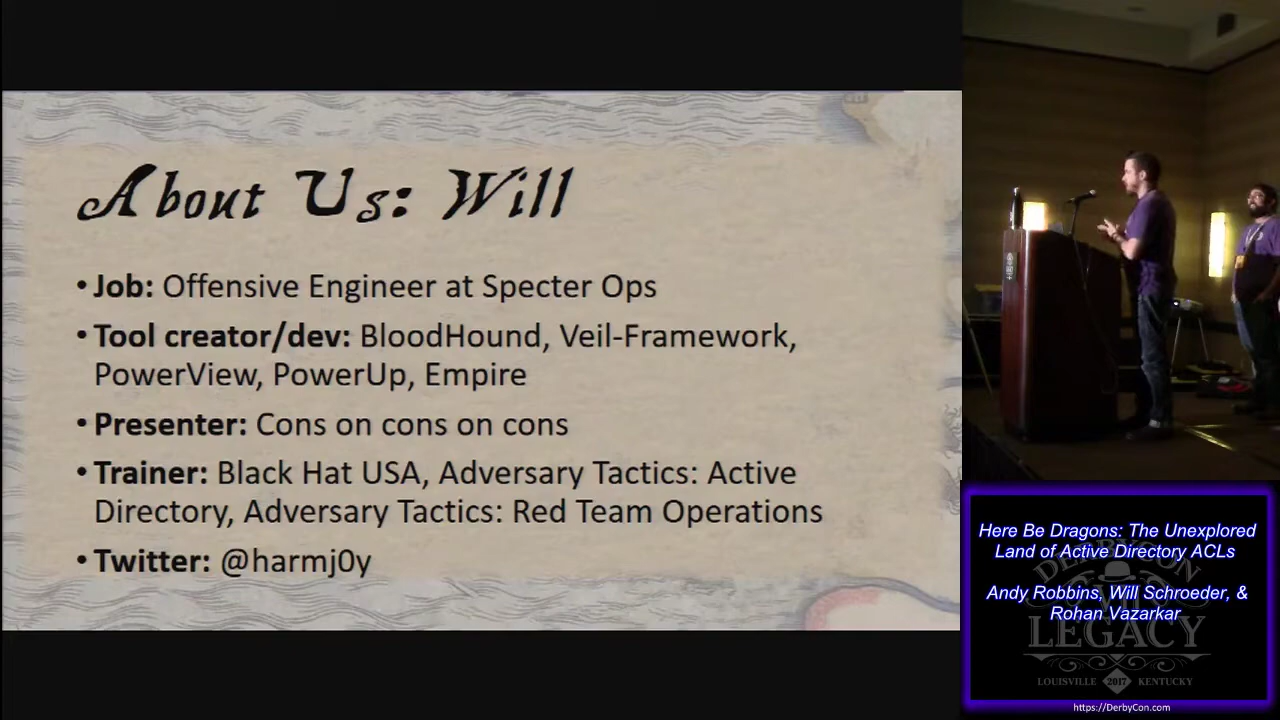 About Us: Will
• Job: Offensive Engineer at Specter Ops
• Tool creator/dev: BloodHound, Veil-Framework,
PowerView, PowerUp, Empire
• Presenter: Cons on cons on cons
• Trainer: Black Hat USA, Adversary Tactics: Active
Directory, Adversary Tactics: Red Team Operations
• Twitter: @harmj0y
Here Be Dragons: The Unexplored
Land of Active Directory ACLs
Andy Robbins, Will Schroeder, &
Rohan Vazarkar
DERBYCON
VII
LEGACY
LOUISVILLE 2017 KENTUCKY
https://DerbyCon.com